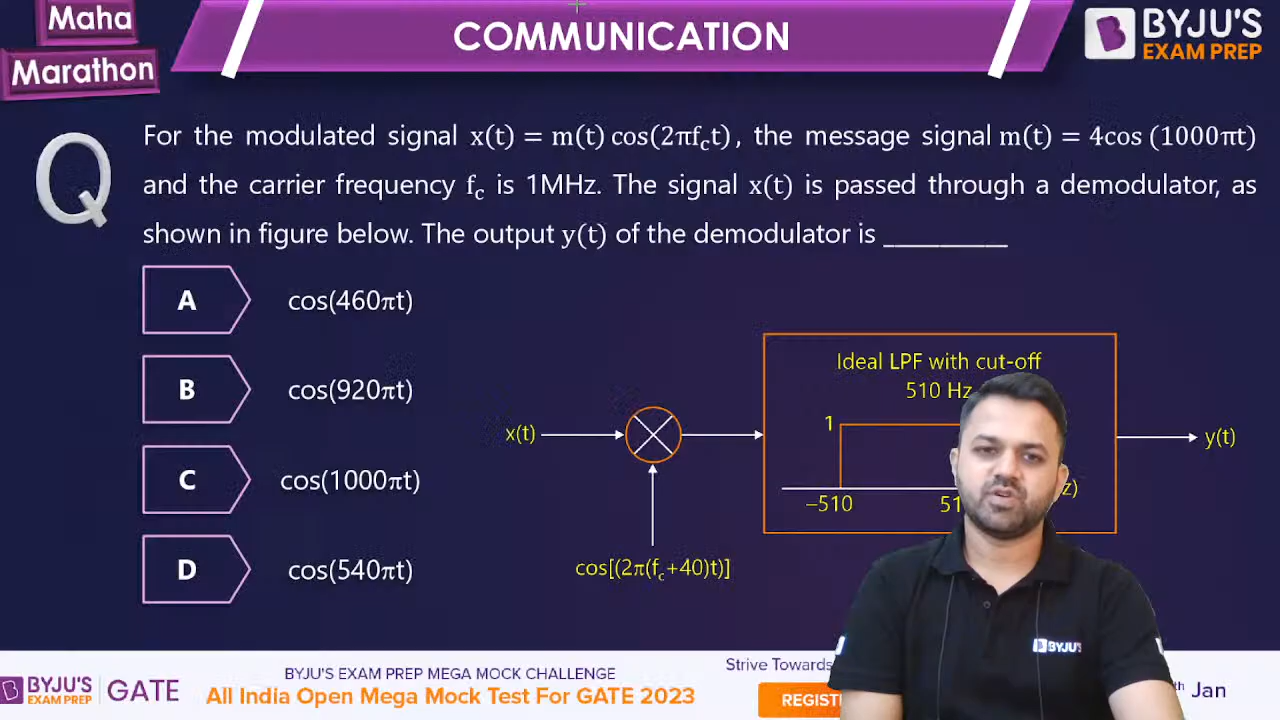 Maha
Marathon
COMMUNICATION
BYJU'S
EXAM PREP
Q
For the modulated signal x(t) = m(t) cos(2πf_ct), the message signal m(t) = 4cos (1000πt)
and the carrier frequency f_c is 1MHz. The signal x(t) is passed through a demodulator, as
shown in figure below. The output y(t) of the demodulator is __________
A cos(460πt)
B cos(920πt)
C cos(1000πt)
D cos(540πt)
Ideal LPF with cut-off
510 Hz
1
x(t)
y(t)
z)
−510
51
cos[(2π(f_c+40)t)]
BYJU'S
BYJU'S
EXAM PREP
GATE
BYJU'S EXAM PREP MEGA MOCK CHALLENGE
All India Open Mega Mock Test For GATE 2023
Strive Towards
Jan